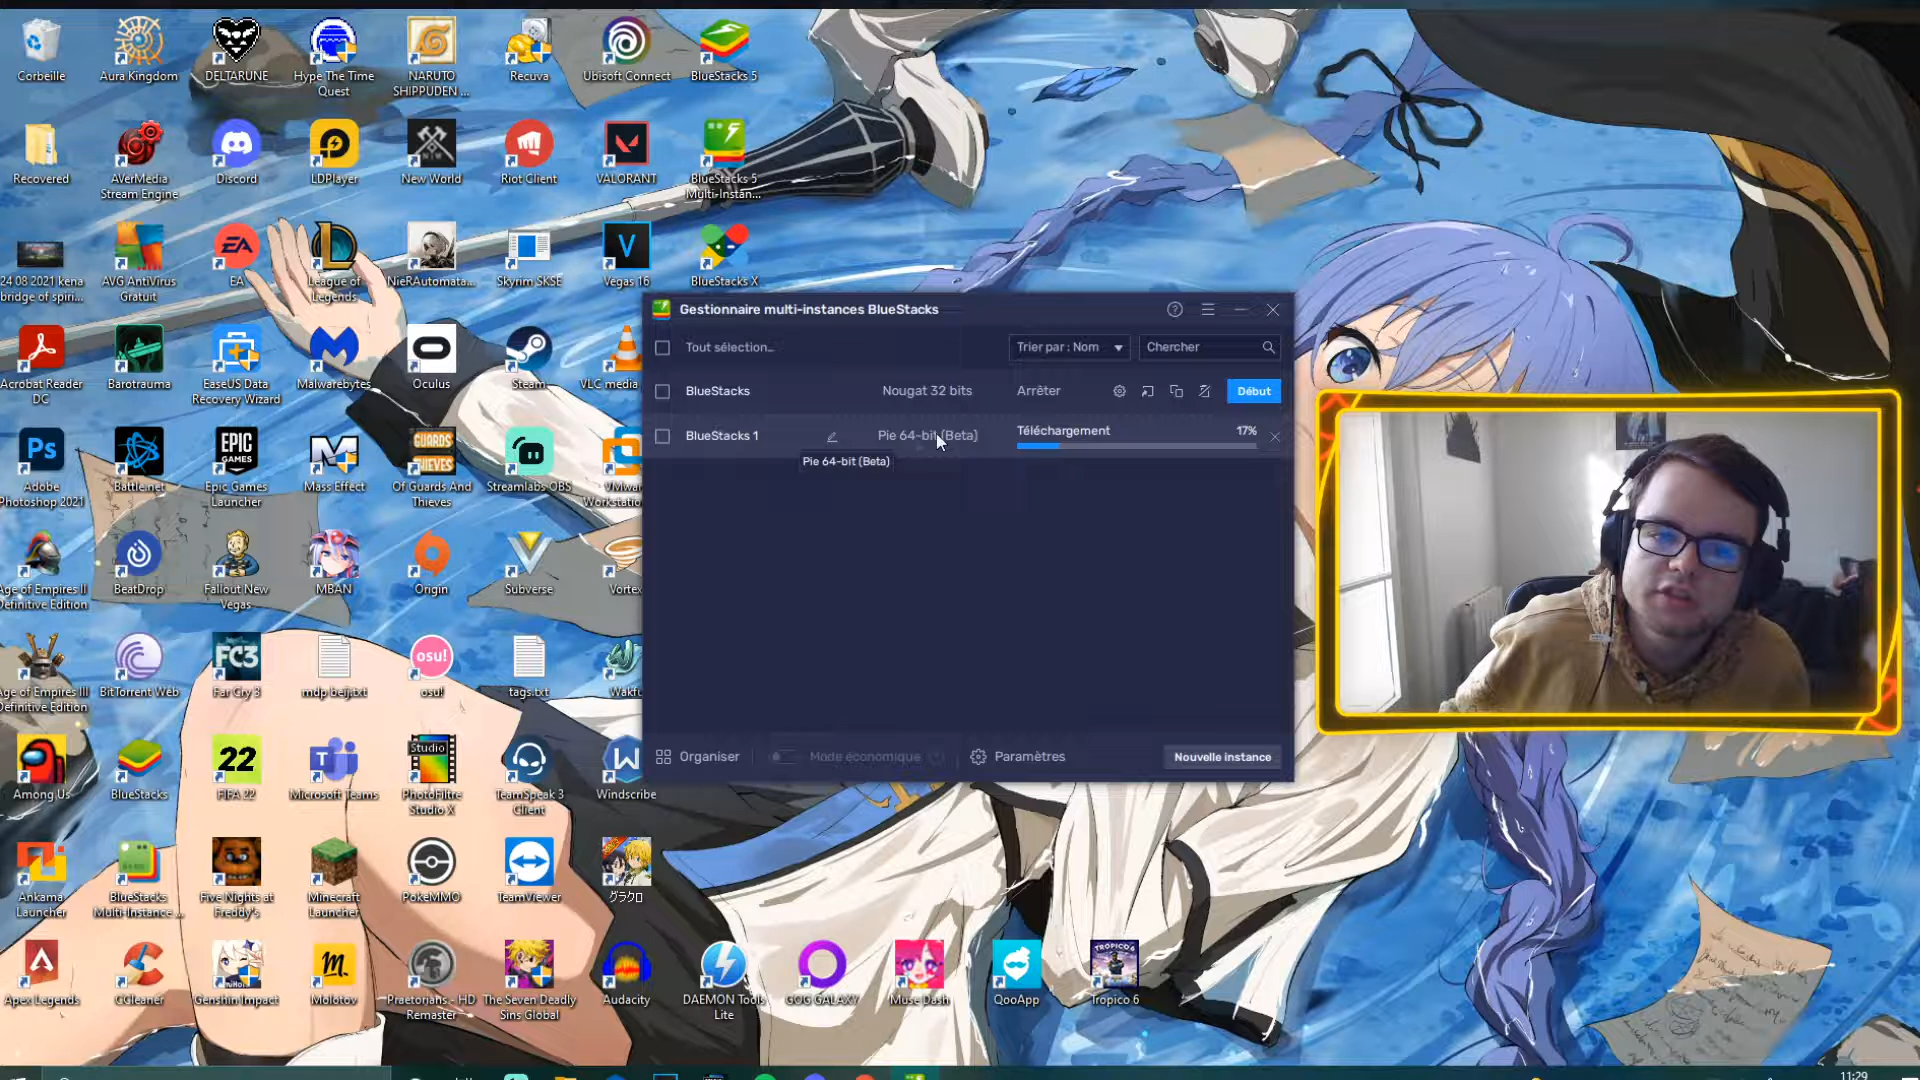 Corbeille
Aura Kingdom
DELTARUNE
Hype The Time
Quest
NARUTO
SHIPPUDEN ...
Recuva
Ubisoft Connect
BlueStacks 5
Recovered
AVerMedia
Stream Engine
Discord
LDPlayer
New World
Riot Client
VALORANT
BlueStacks 5
Multi-Instan...
24 08 2021 kena
bridge of spiri...
AVG AntiVirus
Gratuit
EA
League of
Legends
NieRAutomata...
Skyrim SKSE
Vegas 16
BlueStacks X
Acrobat Reader
DC
Barotrauma
EaseUS Data
Recovery Wizard
Malwarebytes
Oculus
Steam
VLC media
Adobe
Photoshop 2021
Battle.net
Epic Games
Launcher
Mass Effect
Of Guards And
Thieves
Streamlabs OBS
VMware
Workstation
Age of Empires II
Definitive Edition
BeatDrop
Fallout New
Vegas
MBAN
Origin
Subverse
Vortex
Age of Empires III
Definitive Edition
BitTorrent Web
Far Cry 3
mdp beij.txt
osu!
tags.txt
Wakfu
Among Us
BlueStacks
FIFA 22
Microsoft Teams
PhotoFiltre
Studio X
TeamSpeak 3
Client
Windscribe
Ankama
Launcher
BlueStacks
Multi-Instance ...
Five Nights at
Freddy's
Minecraft
Launcher
PokeMMO
TeamViewer
グラクロ
Apex Legends
CCleaner
Genshin Impact
Molotov
Praetorians - HD
Remaster
The Seven Deadly
Sins Global
Audacity
DAEMON Tools
Lite
GOG GALAXY
Muse Dash
QooApp
Tropico 6
Gestionnaire multi-instances BlueStacks
Tout sélection...
Trier par : Nom
Chercher
BlueStacks
Nougat 32 bits
Arrêter
Début
BlueStacks 1
Pie 64-bit (Beta)
Téléchargement
17%
Pie 64-bit (Beta)
Organiser
Mode économique
Paramètres
Nouvelle instance
11:29